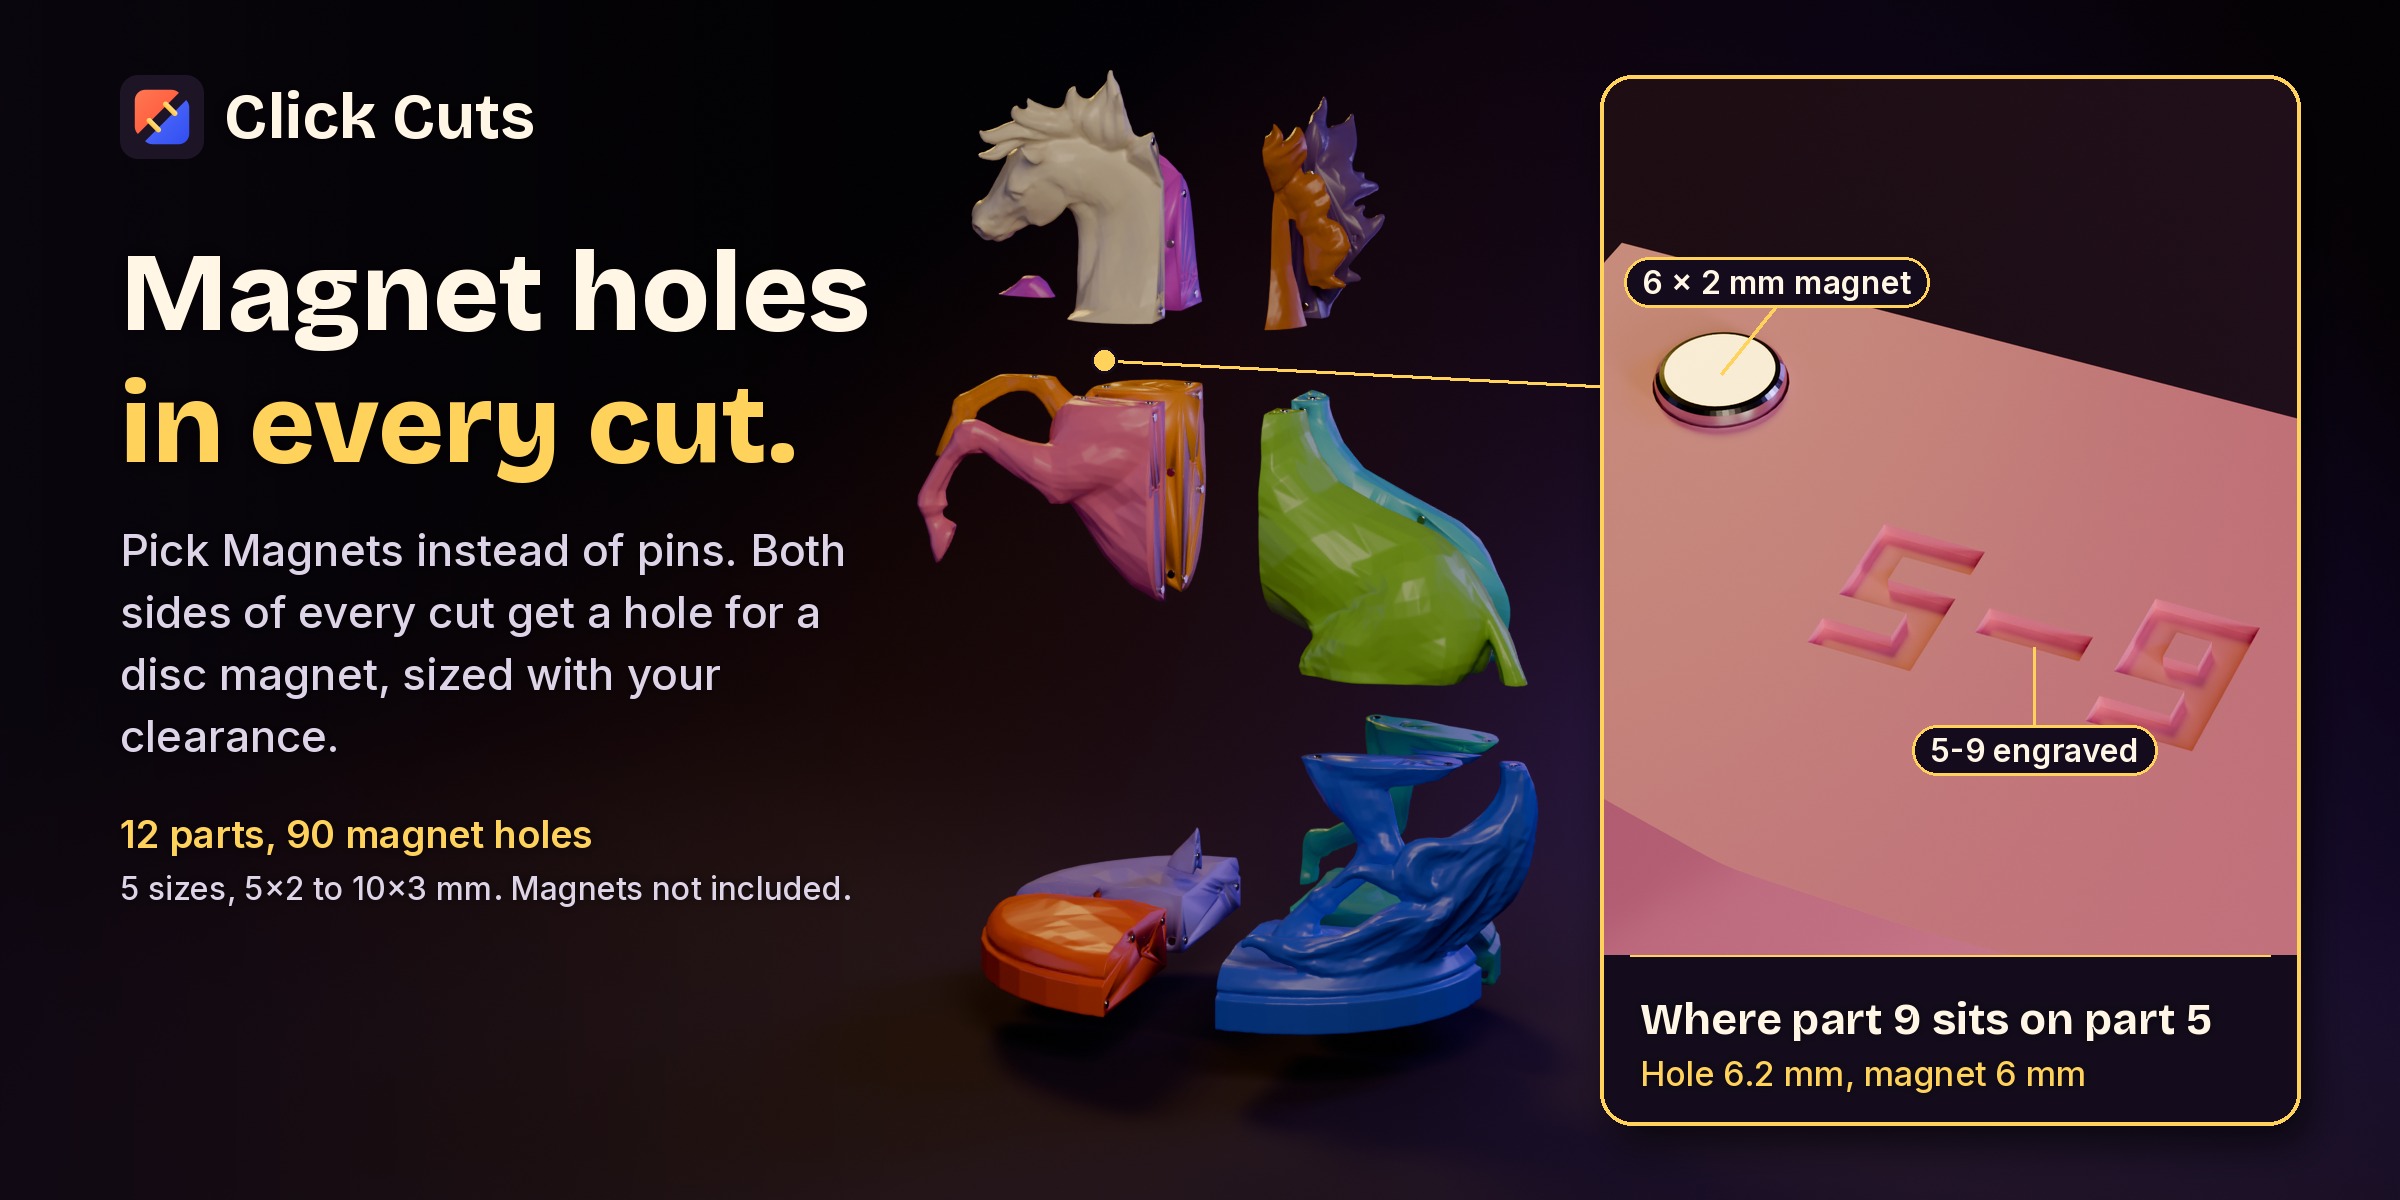 Click Cuts
Magnet holes
in every cut.
Pick Magnets instead of pins. Both
sides of every cut get a hole for a
disc magnet, sized with your
clearance.
12 parts, 90 magnet holes
5 sizes, 5×2 to 10×3 mm. Magnets not included.
6 × 2 mm magnet
5-9
5-9 engraved
Where part 9 sits on part 5
Hole 6.2 mm, magnet 6 mm